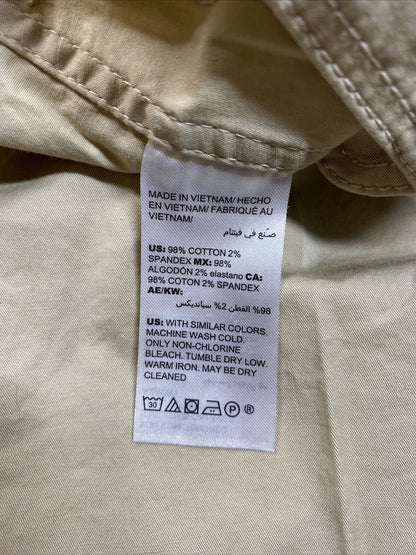 MADE IN VIETNAM/ HECHO
EN VIETNAM/ FABRIQUÉ AU
VIETNAM/
صنع في فيتنام
US: 98% COTTON 2%
SPANDEX MX: 98%
ALGODÓN 2% elastano CA:
98% COTON 2% SPANDEX
AE/KW:
98% القطن 2% سبانديكس
US: WITH SIMILAR COLORS.
MACHINE WASH COLD.
ONLY NON-CHLORINE
BLEACH. TUMBLE DRY LOW.
WARM IRON. MAY BE DRY
CLEANED
30 P ®